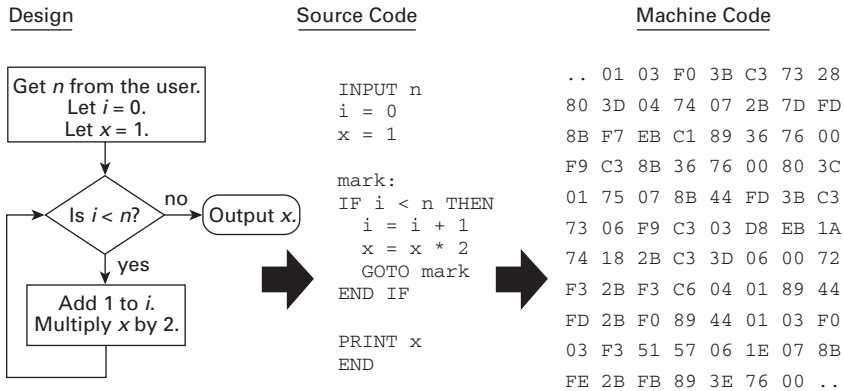 Design
Get n from the user.
Let i = 0.
Let x = 1.
Is i < n?
no
Output x.
yes
Add 1 to i.
Multiply x by 2.
Source Code
INPUT n
i = 0
x = 1
mark:
IF i < n THEN
i = i + 1
x = x * 2
GOTO mark
END IF
PRINT x
END
Machine Code
.. 01 03 F0 3B C3 73 28
80 3D 04 74 07 2B 7D FD
8B F7 EB C1 89 36 76 00
F9 C3 8B 36 76 00 80 3C
01 75 07 8B 44 FD 3B C3
73 06 F9 C3 03 D8 EB 1A
74 18 2B C3 3D 06 00 72
F3 2B F3 C6 04 01 89 44
FD 2B F0 89 44 01 03 F0
03 F3 51 57 06 1E 07 8B
FE 2B FB 89 3E 76 00 ..